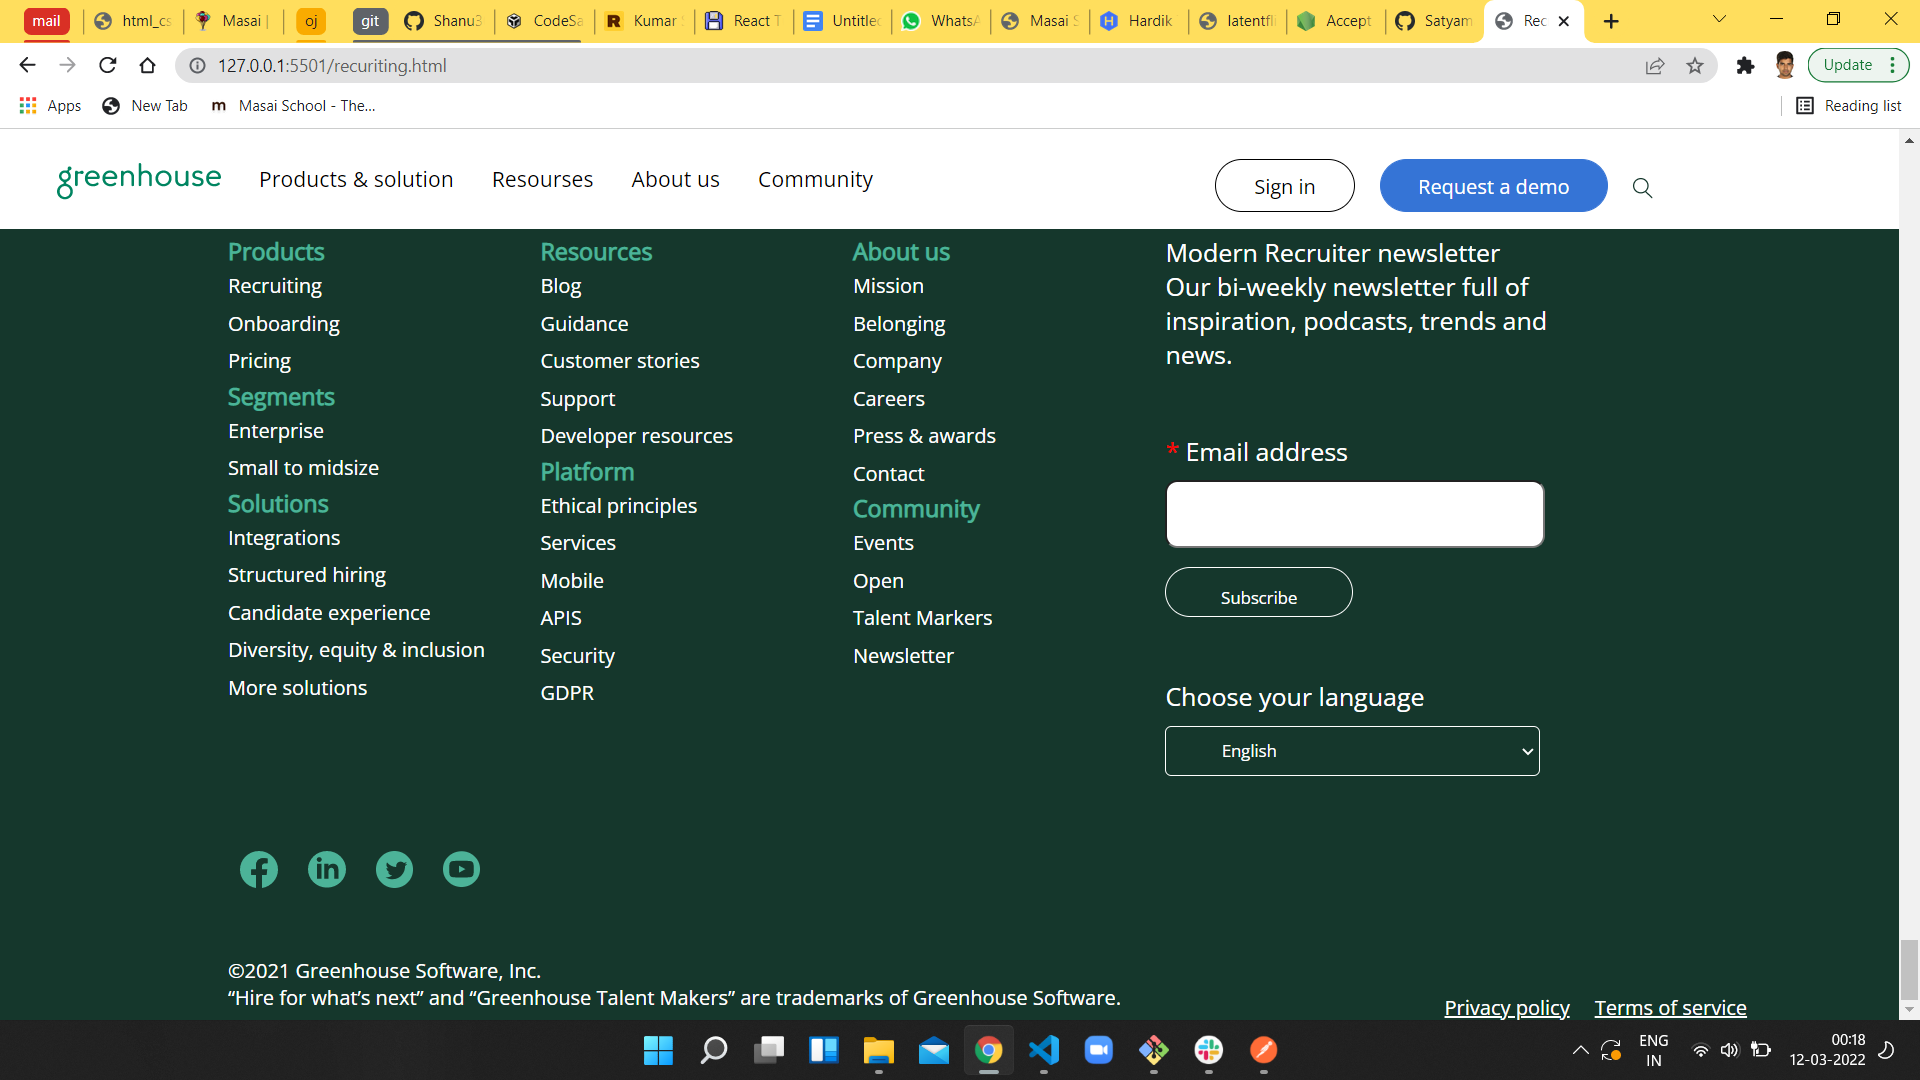 mail
html_cs
Masai |
oj
git
Shanu3
CodeSa
Kumar
React T
Untitled
WhatsA
Masai S
Hardik
latentfli
Accept
Satyam
Rec
127.0.0.1:5501/recuriting.html
Update
Apps
New Tab
Masai School - The...
Reading list
greenhouse
Products & solution
Resourses
About us
Community
Sign in
Request a demo
Products
Recruiting
Onboarding
Pricing
Segments
Enterprise
Small to midsize
Solutions
Integrations
Structured hiring
Candidate experience
Diversity, equity & inclusion
More solutions
Resources
Blog
Guidance
Customer stories
Support
Developer resources
Platform
Ethical principles
Services
Mobile
APIS
Security
GDPR
About us
Mission
Belonging
Company
Careers
Press & awards
Contact
Community
Events
Open
Talent Markers
Newsletter
Modern Recruiter newsletter
Our bi-weekly newsletter full of
inspiration, podcasts, trends and
news.
* Email address
Subscribe
Choose your language
English
©2021 Greenhouse Software, Inc.
“Hire for what’s next” and “Greenhouse Talent Makers” are trademarks of Greenhouse Software.
Privacy policy
Terms of service
ENG
IN
00:18
12-03-2022